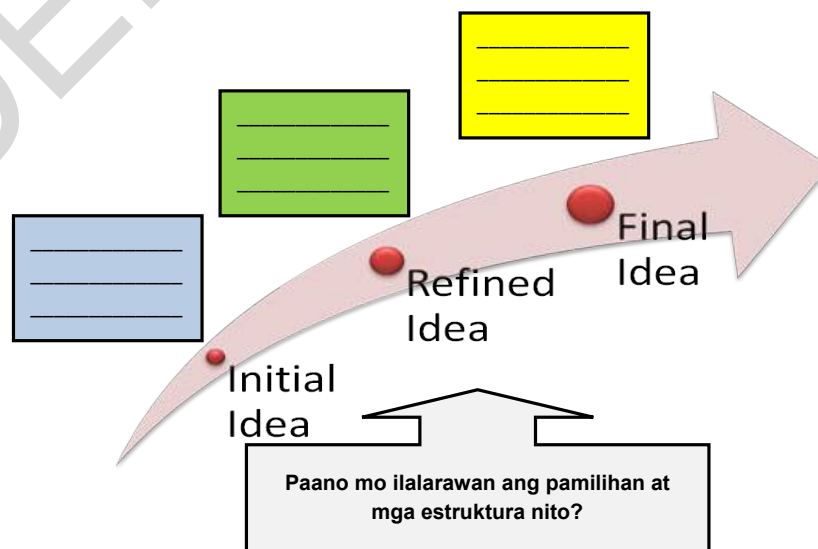 Final
Idea
Refined
Idea
Initial
Idea
Paano mo ilalarawan ang pamilihan at
mga estruktura nito?